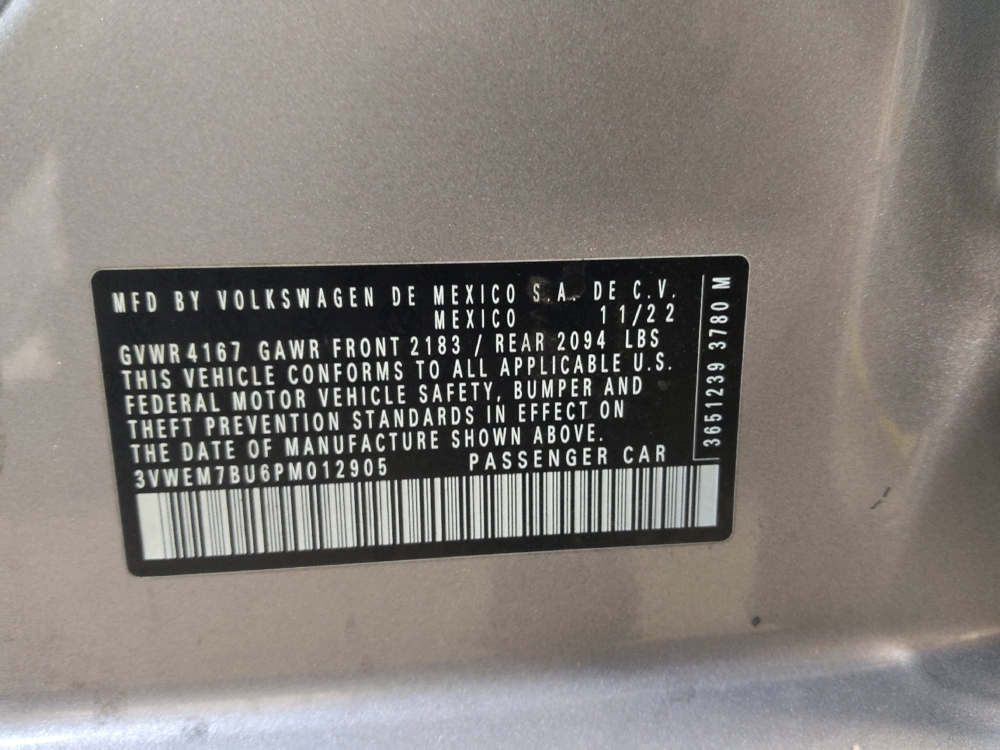 MFD BY VOLKSWAGEN DE MEXICO S.A. DE C.V.
MEXICO 11/22
GVWR 4167 GAWR FRONT 2183 / REAR 2094 LBS
THIS VEHICLE CONFORMS TO ALL APPLICABLE U.S.
FEDERAL MOTOR VEHICLE SAFETY, BUMPER AND
THEFT PREVENTION STANDARDS IN EFFECT ON
THE DATE OF MANUFACTURE SHOWN ABOVE.
3VWEM7BU6PM012905 PASSENGER CAR
3651239 3780 M